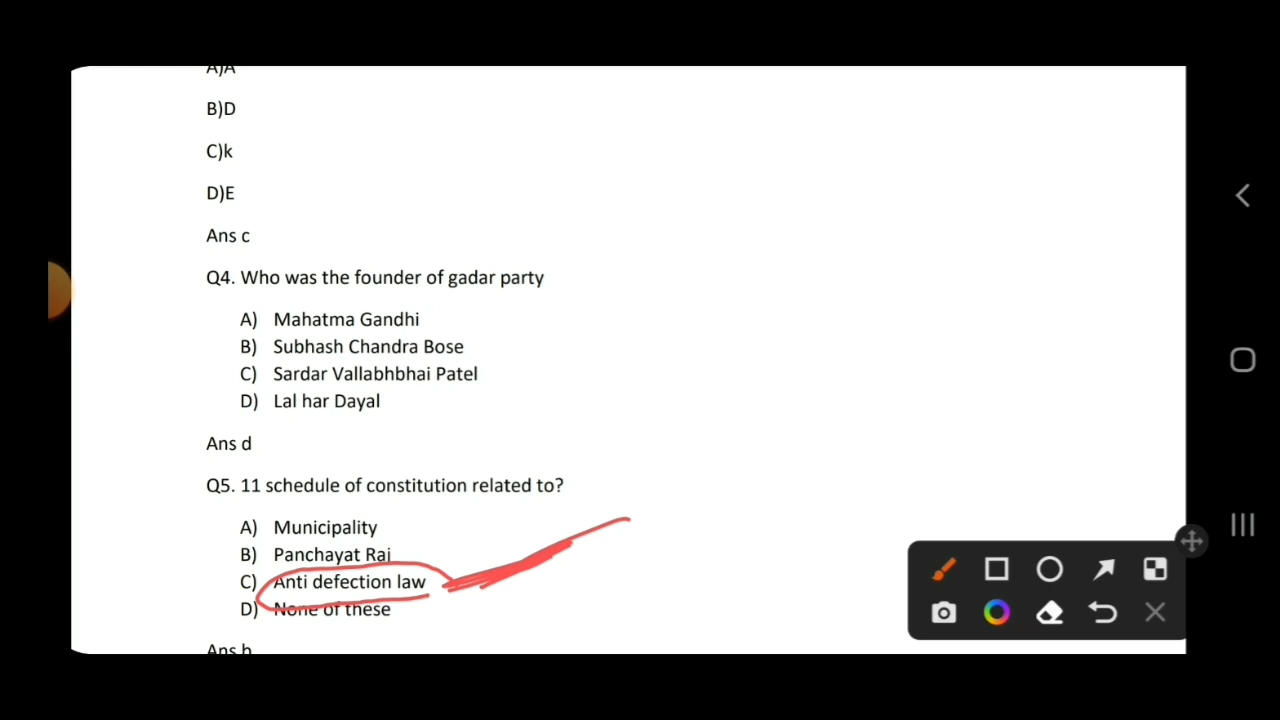 A)A
B)D
C)k
D)E
Ans c
Q4. Who was the founder of gadar party
A) Mahatma Gandhi
B) Subhash Chandra Bose
C) Sardar Vallabhbhai Patel
D) Lal har Dayal
Ans d
Q5. 11 schedule of constitution related to?
A) Municipality
B) Panchayat Raj
C) Anti defection law
D) None of these
Ans b